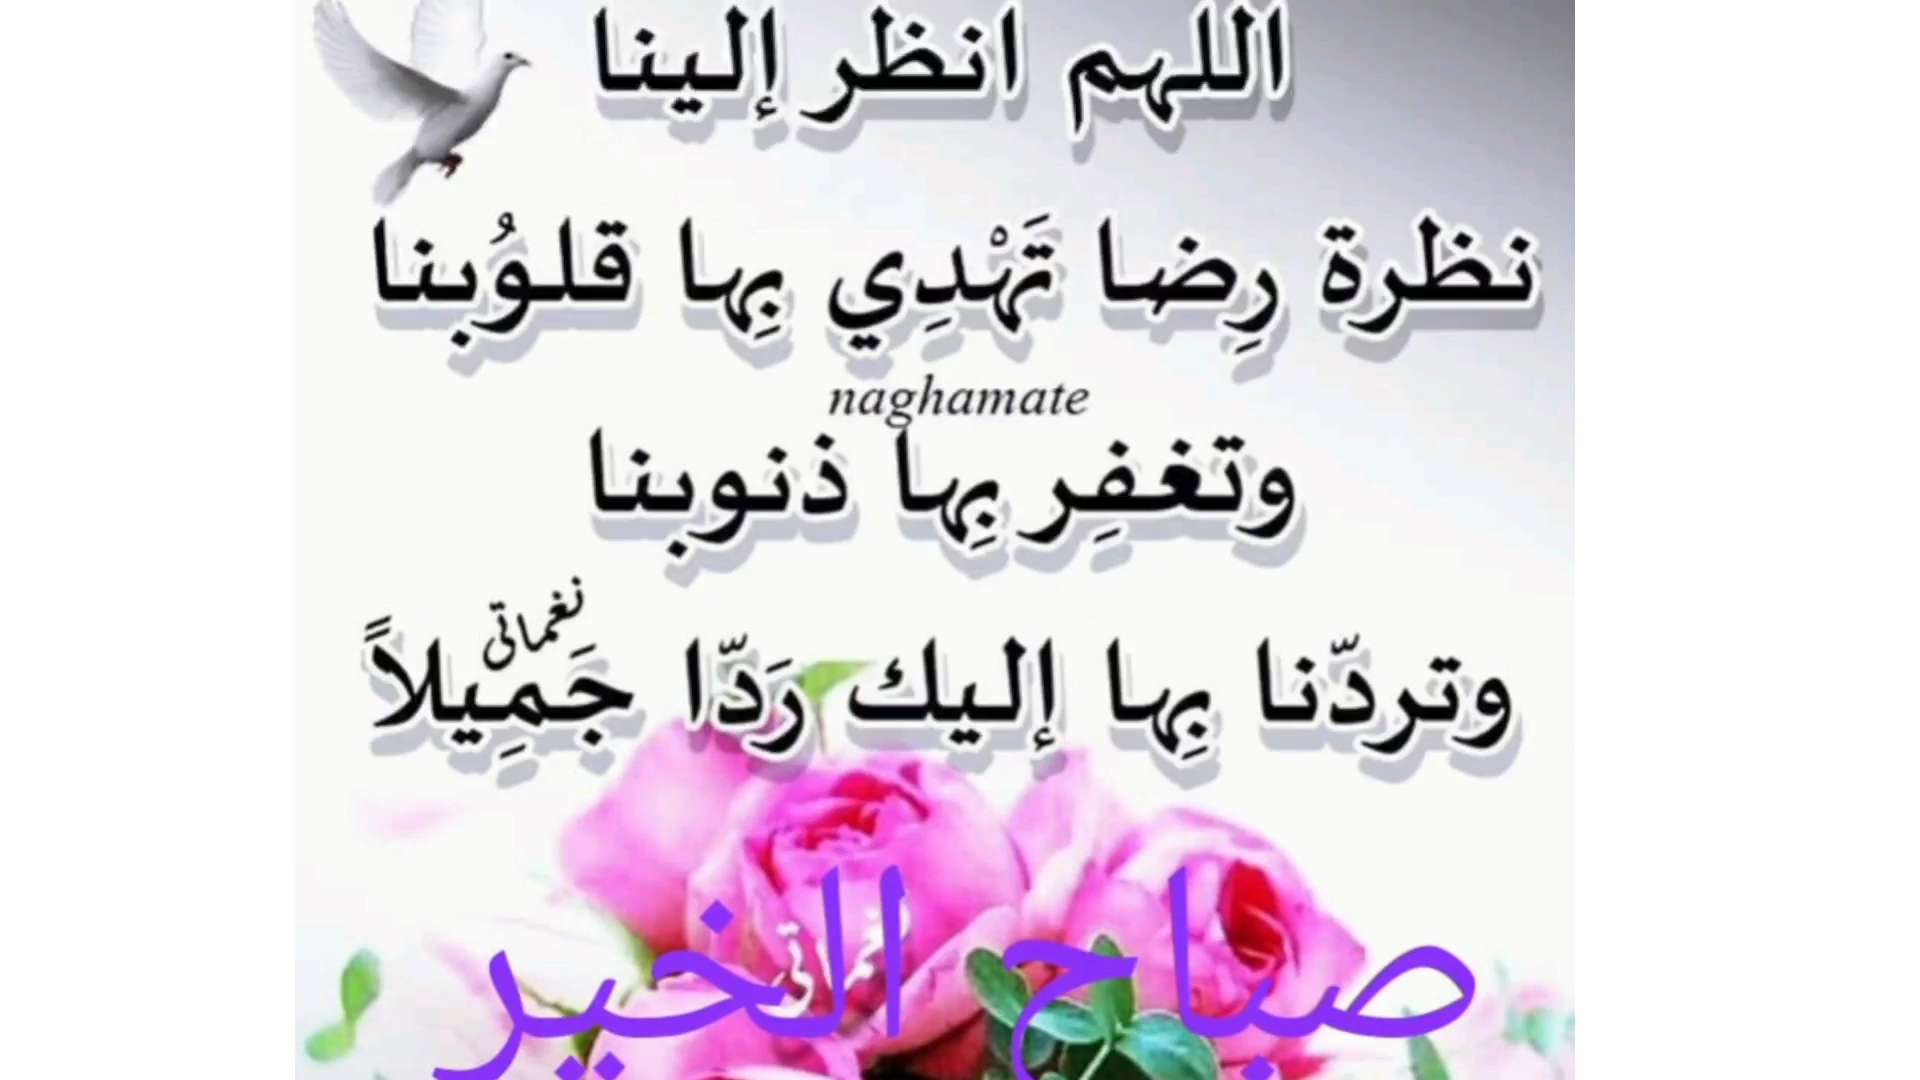 اللهم انظر إلينا
نظرة رِضا تَهْدِي بِها قلوُبنا
naghamate
وتغفِر بِها ذنوبنا
نغماتي
وتردّنا بِها إليك رَدّا جَمِيلاً
نغماتي
صباح الخير